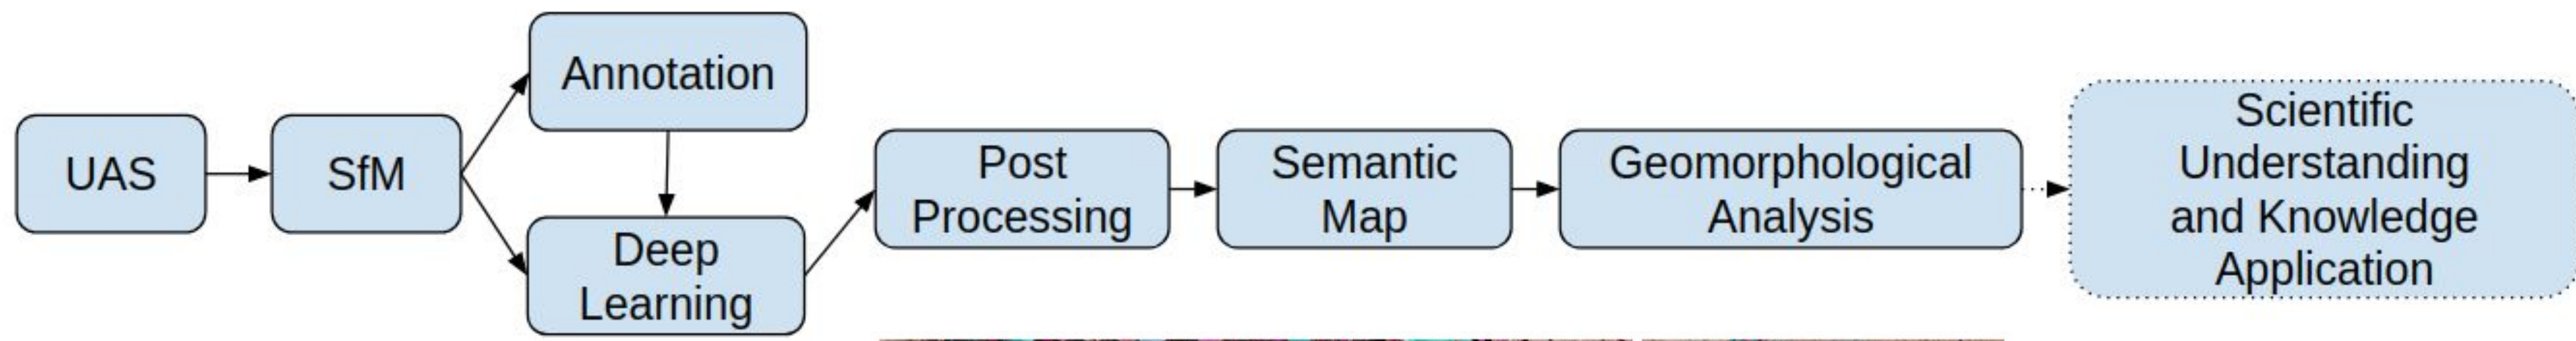 UAS
SfM
Annotation
Deep
Learning
Post
Processing
Semantic
Map
Geomorphological
Analysis
Scientific
Understanding
and Knowledge
Application